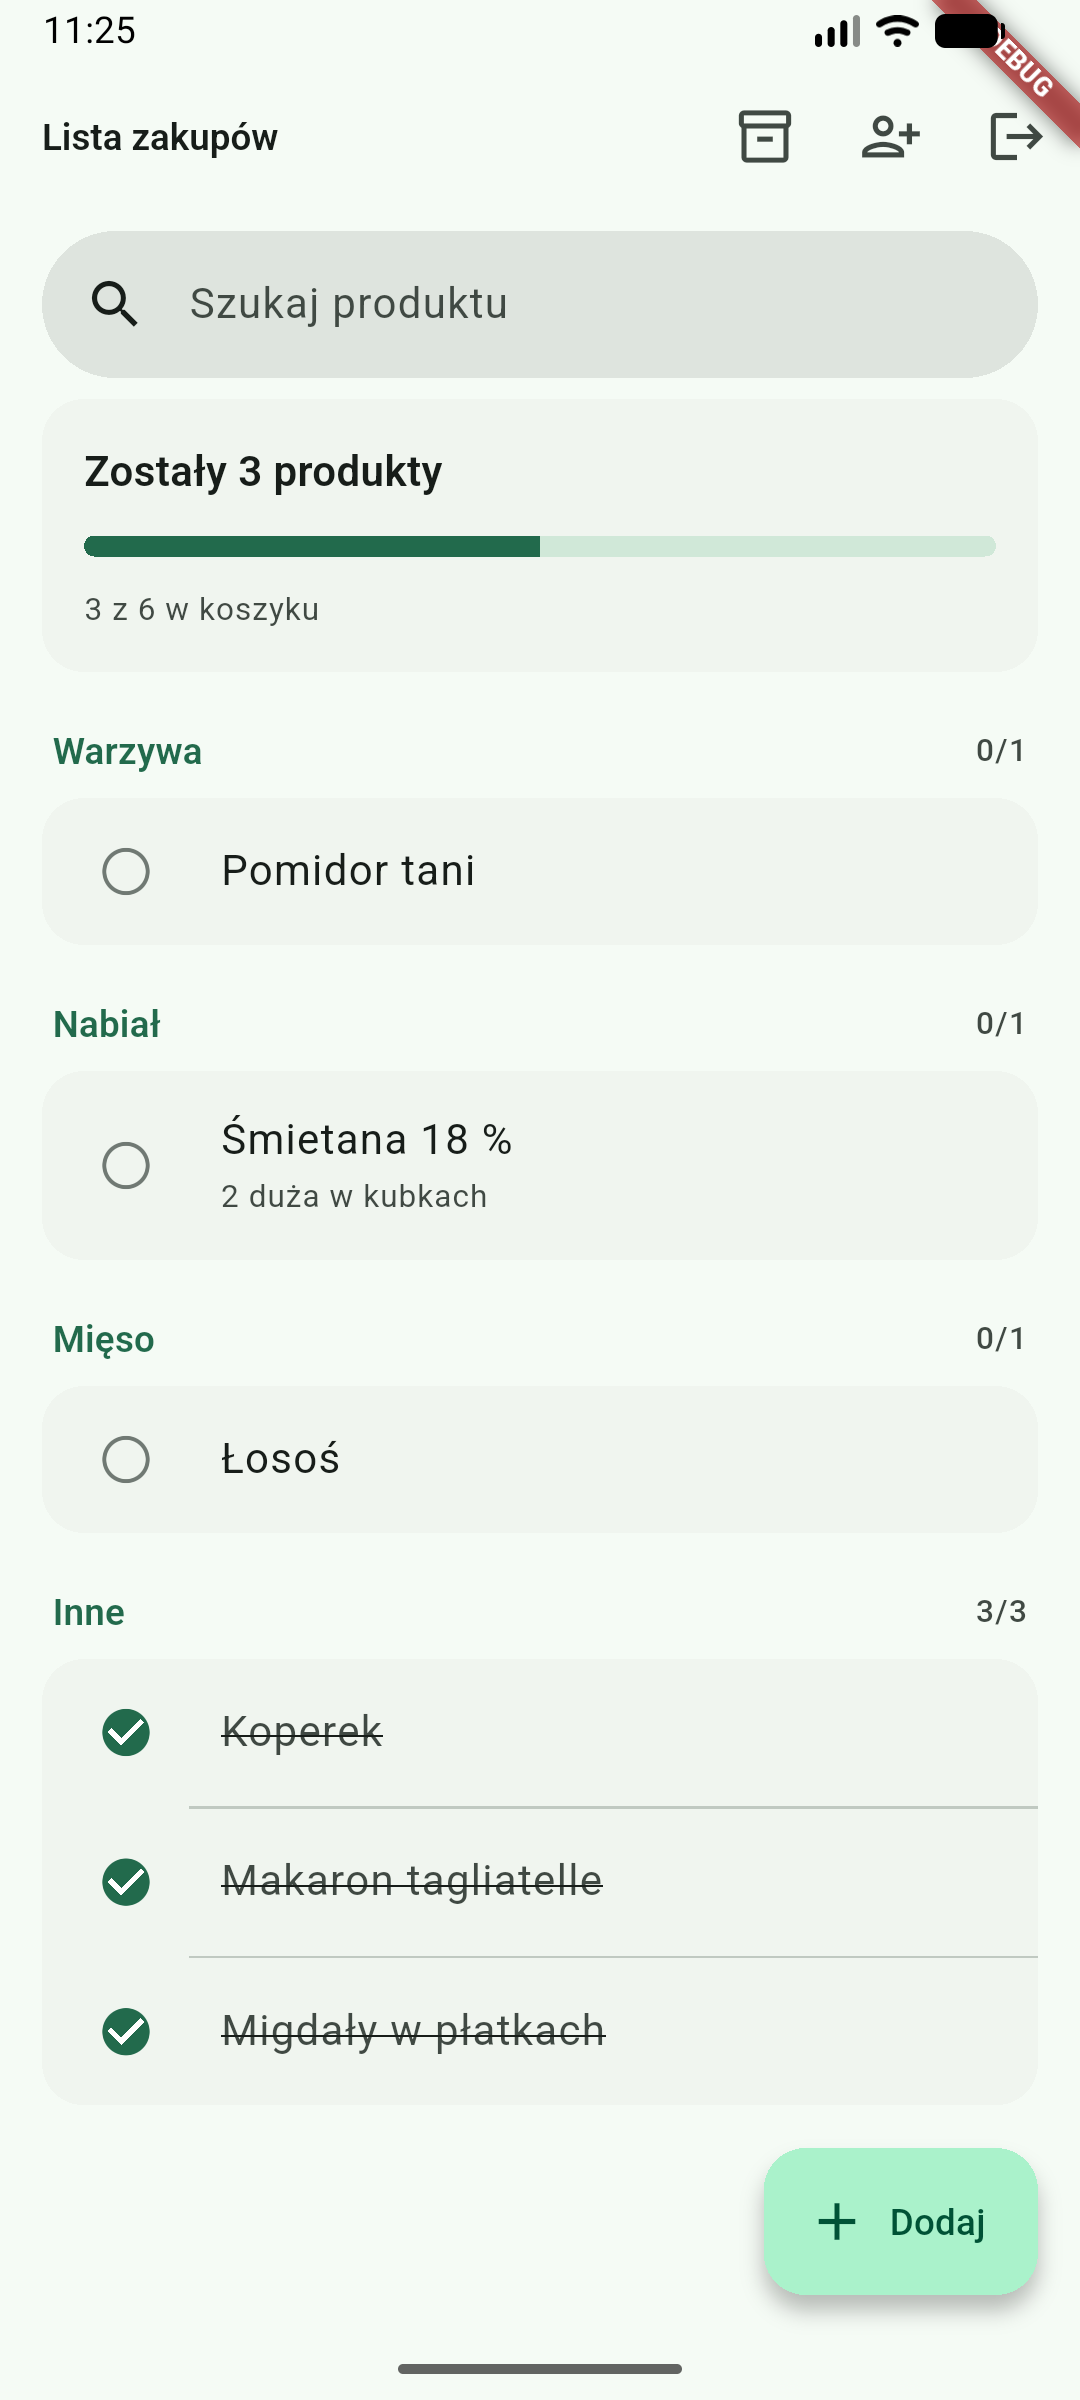 11:25
EBUG
Lista zakupów
Szukaj produktu
Zostały 3 produkty
3 z 6 w koszyku
Warzywa 0/1
Pomidor tani
Nabiał 0/1
Śmietana 18 %
2 duża w kubkach
Mięso 0/1
Łosoś
Inne 3/3
Koperek
Makaron tagliatelle
Migdały w płatkach
Dodaj